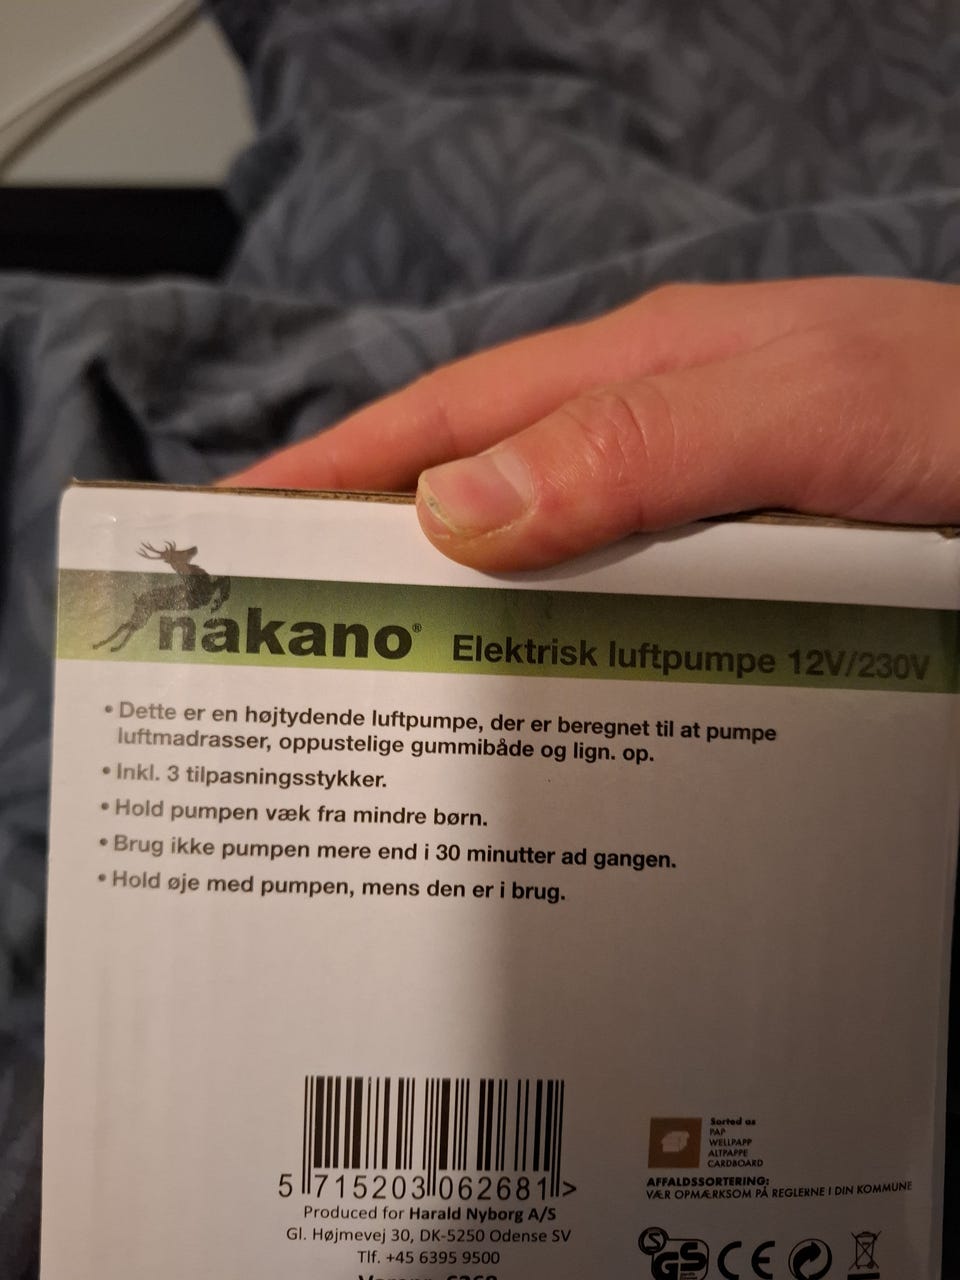 nakano® Elektrisk luftpumpe 12V/230V
• Dette er en højtydende luftpumpe, der er beregnet til at pumpe
luftmadrasser, oppustelige gummibåde og lign. op.
• Inkl. 3 tilpasningsstykker.
• Hold pumpen væk fra mindre børn.
• Brug ikke pumpen mere end i 30 minutter ad gangen.
• Hold øje med pumpen, mens den er i brug.
5 715203 062681 >
Produced for Harald Nyborg A/S
Gl. Højmevej 30, DK-5250 Odense SV
Tlf. +45 6395 9500
Sorted as
PAP
WELLPAPP
ALTPAPPE
CARDBOARD
AFFALDSSORTERING:
VÆR OPMÆRKSOM PÅ REGLERNE I DIN KOMMUNE
S GS CE